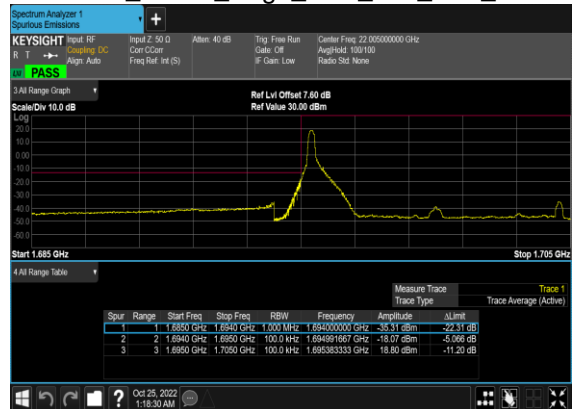 Spectrum Analyzer 1
Spurious Emissions
+
KEYSIGHT Input: RF Input Z: 50 Ω Atten: 40 dB Trig: Free Run Center Freq: 22.005000000 GHz
R T Coupling: DC Corr CCorr Gate: Off Avg|Hold: 100/100
Align: Auto Freq Ref: Int (S) IF Gain: Low Radio Std: None
PASS
3 All Range Graph
Ref Lvl Offset 7.60 dB
Scale/Div 10.0 dB Ref Value 30.00 dBm
Log
20.0
10.0
0.00
-10.0
-20.0
-30.0
-40.0
-50.0
-60.0
Start 1.685 GHz Stop 1.705 GHz
4 All Range Table
Measure Trace Trace 1
Trace Type Trace Average (Active)
Spur Range Start Freq Stop Freq RBW Frequency Amplitude ΔLimit
1 1 1.6850 GHz 1.6940 GHz 1.000 MHz 1.694000000 GHz -35.31 dBm -22.31 dB
2 2 1.6940 GHz 1.6950 GHz 100.0 kHz 1.694991667 GHz -18.07 dBm -5.066 dB
3 3 1.6950 GHz 1.7050 GHz 100.0 kHz 1.695383333 GHz 18.80 dBm -11.20 dB
? Oct 25, 2022
1:18:30 AM